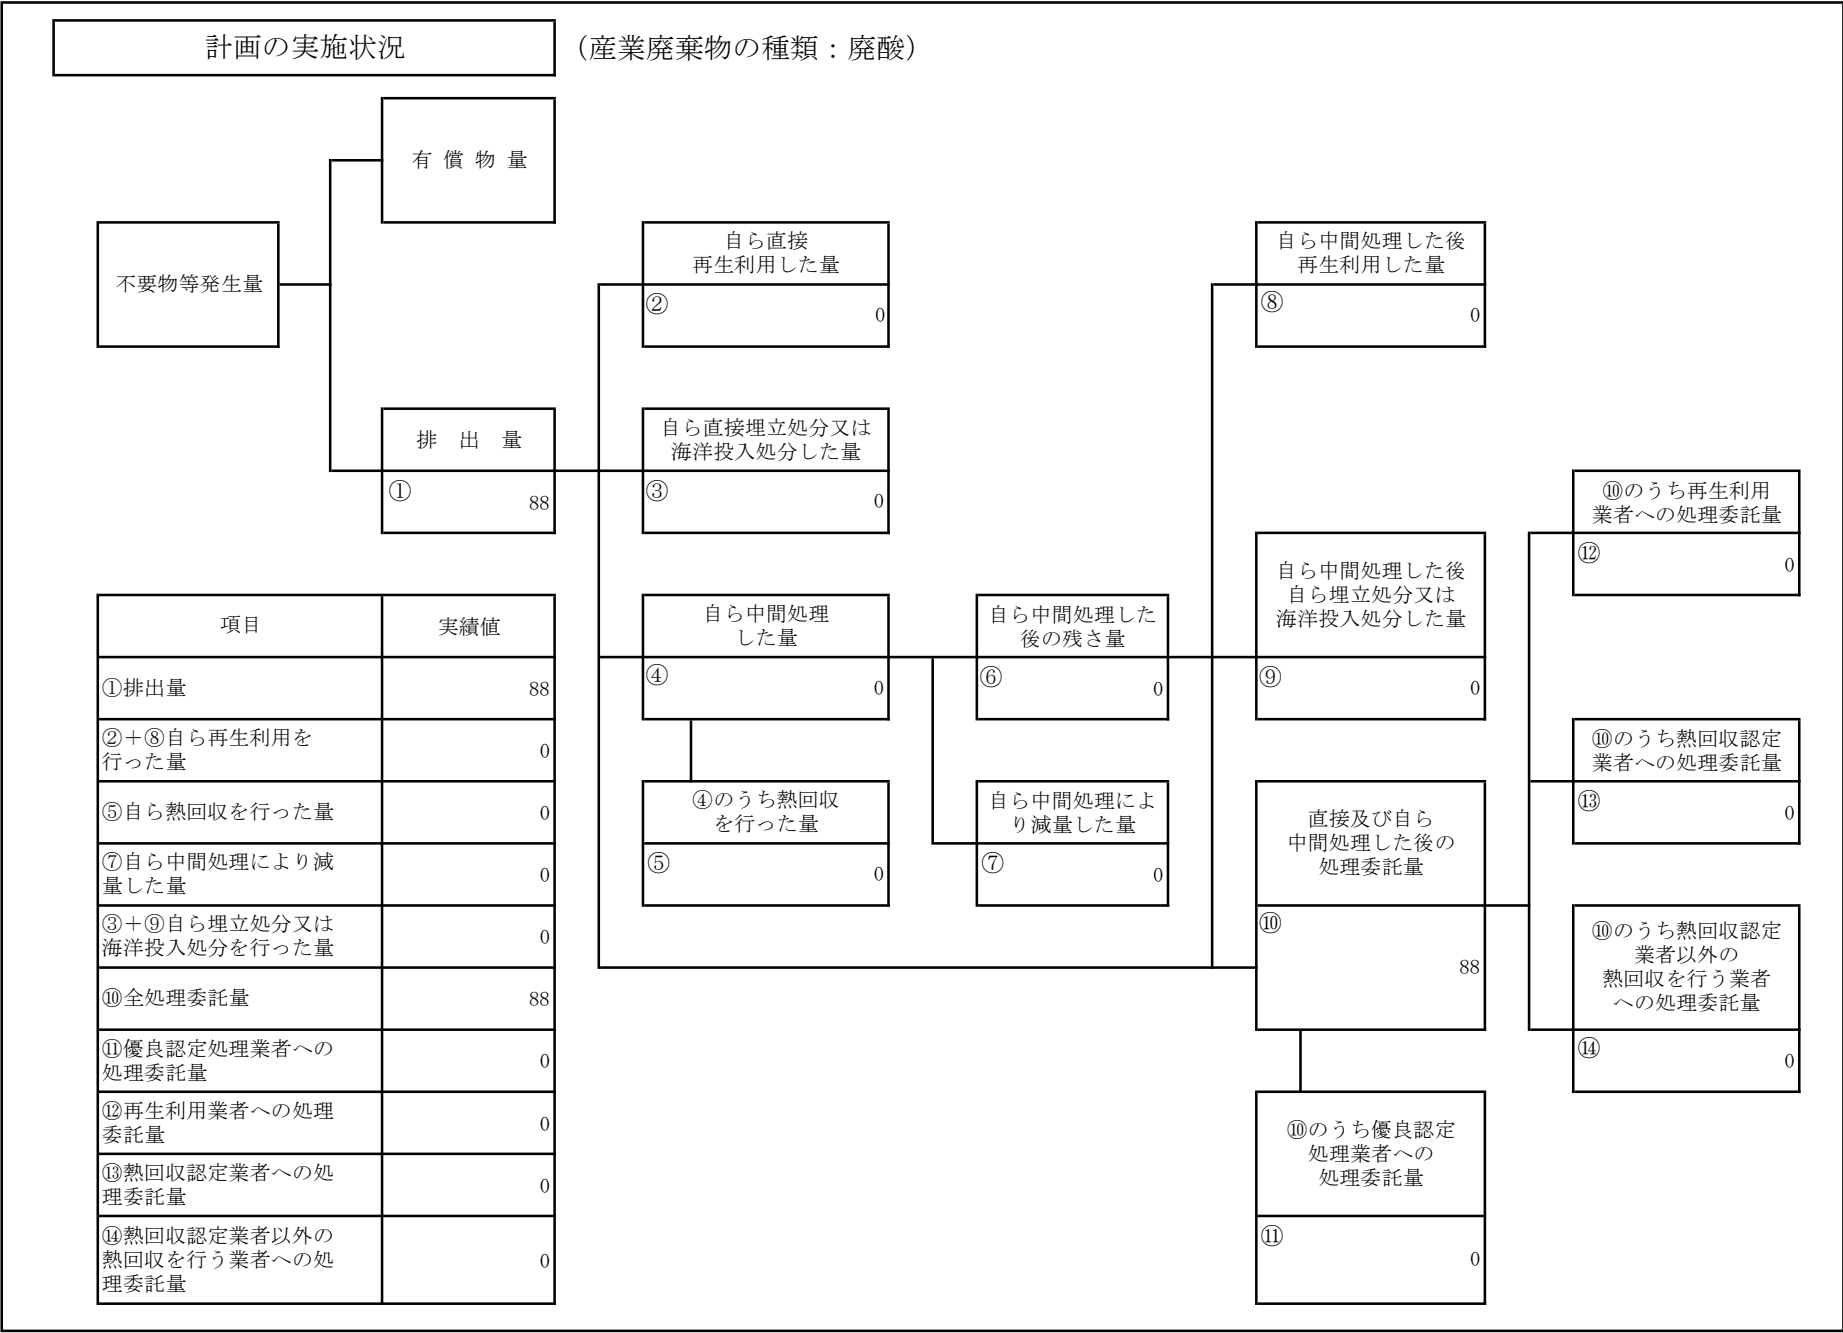 計画の実施状況
（産業廃棄物の種類：廃酸）
有 償 物 量
不要物等発生量
排 出 量
①
88
自ら直接
再生利用した量
②
0
自ら直接埋立処分又は
海洋投入処分した量
③
0
自ら中間処理
した量
④
0
④のうち熱回収
を行った量
⑤
0
自ら中間処理した
後の残さ量
⑥
0
自ら中間処理によ
り減量した量
⑦
0
自ら中間処理した後
再生利用した量
⑧
0
自ら中間処理した後
自ら埋立処分又は
海洋投入処分した量
⑨
0
直接及び自ら
中間処理した後の
処理委託量
⑩
88
⑩のうち優良認定
処理業者への
処理委託量
⑪
0
⑩のうち再生利用
業者への処理委託量
⑫
0
⑩のうち熱回収認定
業者への処理委託量
⑬
0
⑩のうち熱回収認定
業者以外の
熱回収を行う業者
への処理委託量
⑭
0
項目
実績値
①排出量
88
②＋⑧自ら再生利用を
行った量
0
⑤自ら熱回収を行った量
0
⑦自ら中間処理により減
量した量
0
③＋⑨自ら埋立処分又は
海洋投入処分を行った量
0
⑩全処理委託量
88
⑪優良認定処理業者への
処理委託量
0
⑫再生利用業者への処理
委託量
0
⑬熱回収認定業者への処
理委託量
0
⑭熱回収認定業者以外の
熱回収を行う業者への処
理委託量
0